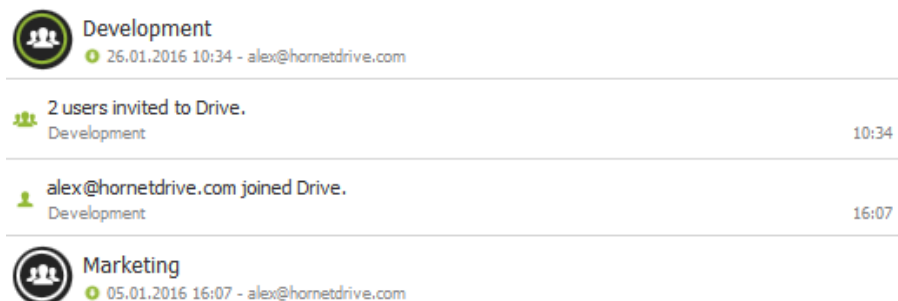 Development
26.01.2016 10:34 - alex@hornetdrive.com
2 users invited to Drive.
Development 10:34
alex@hornetdrive.com joined Drive.
Development 16:07
Marketing
05.01.2016 16:07 - alex@hornetdrive.com